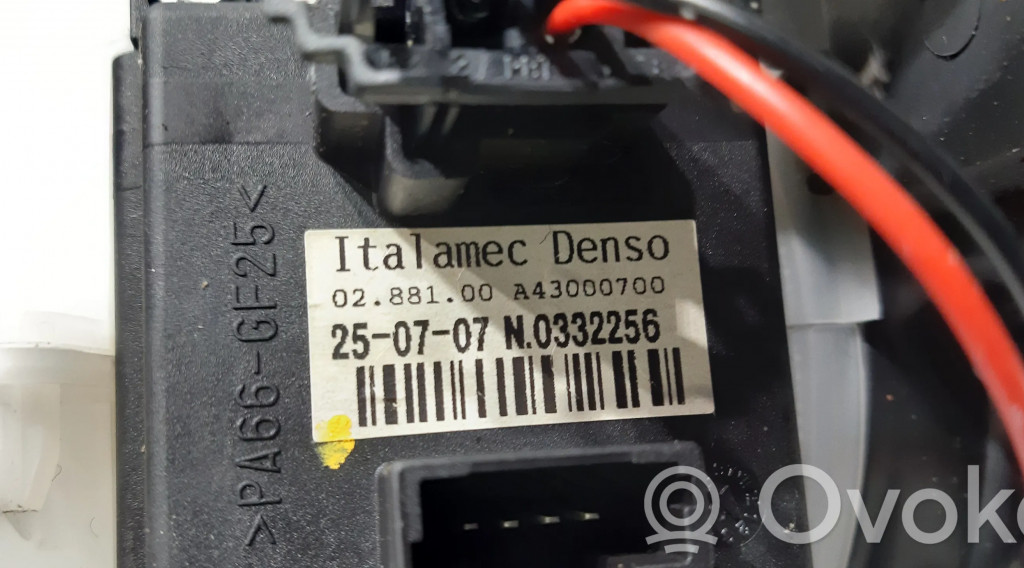 Italamec Denso
02.881.00 A43000700
25-07-07 N.0332256
>PA66-GF25<
Ovoko